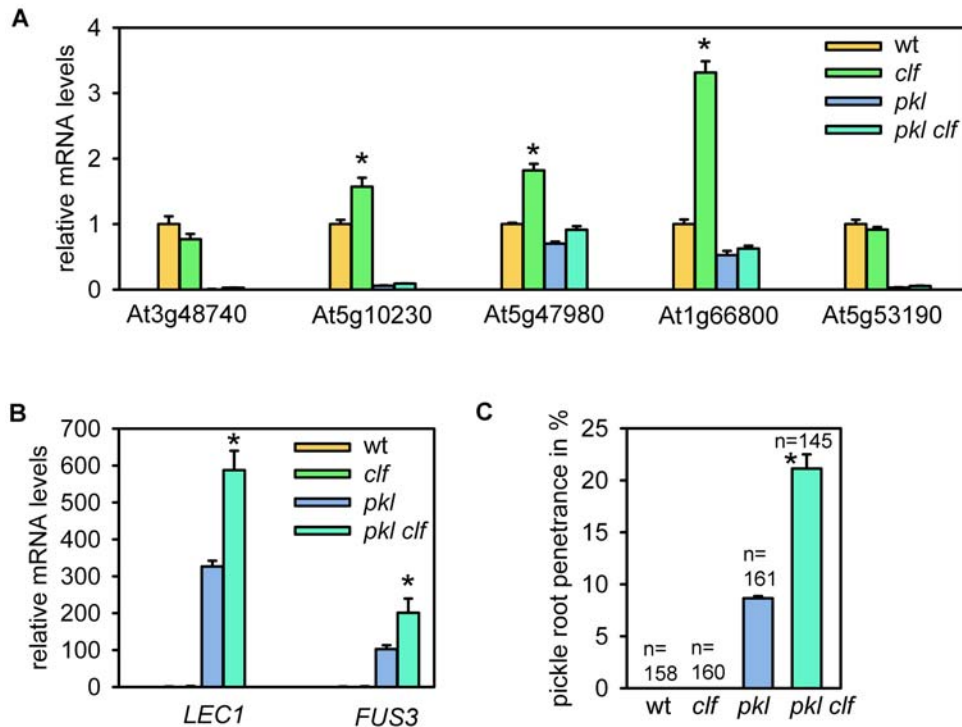 A
relative mRNA levels
4
3
2
1
0
wt
clf
pkl
pkl clf
*
*
*
At3g48740 At5g10230 At5g47980 At1g66800 At5g53190
B
relative mRNA levels
700
600
500
400
300
200
100
0
wt
clf
pkl
pkl clf
*
*
LEC1 FUS3
C
pickle root penetrance in %
25
20
15
10
5
0
n=145
*
n=
161
n=
158
n=
160
wt clf pkl pkl clf